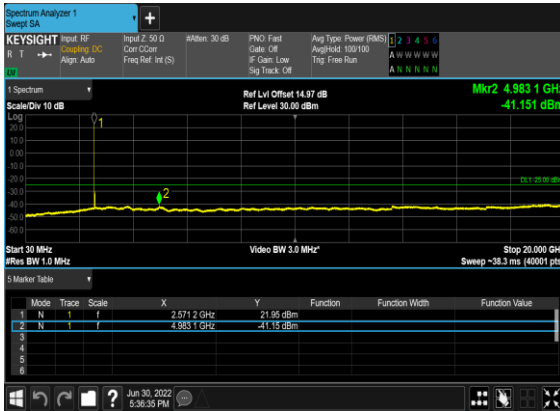 Spectrum Analyzer 1
Swept SA
KEYSIGHT Input: RF Input Z: 50 Ω #Atten: 30 dB PNO: Fast Avg Type: Power (RMS) 1 2 3 4 5 6
R T Coupling: DC Corr CCorr Gate: Off Avg|Hold: 100/100 A W W W W W
Align: Auto Freq Ref: Int (S) IF Gain: Low Trig: Free Run
Sig Track: Off A N N N N N
1 Spectrum
Ref Lvl Offset 14.97 dB Mkr2 4.983 1 GHz
Scale/Div 10 dB Ref Level 30.00 dBm -41.151 dBm
Log
20.0
1
10.0
0.00
-10.0
-20.0
DL1 -25.00 dBm
-30.0
2
-40.0
-50.0
-60.0
Start 30 MHz Video BW 3.0 MHz* Stop 20.000 GHz
#Res BW 1.0 MHz Sweep ~38.3 ms (40001 pts)
5 Marker Table
Mode Trace Scale X Y Function Function Width Function Value
1 N 1 f 2.571 2 GHz 21.95 dBm
2 N 1 f 4.983 1 GHz -41.15 dBm
3
4
5
6
Jun 30, 2022
5:36:35 PM